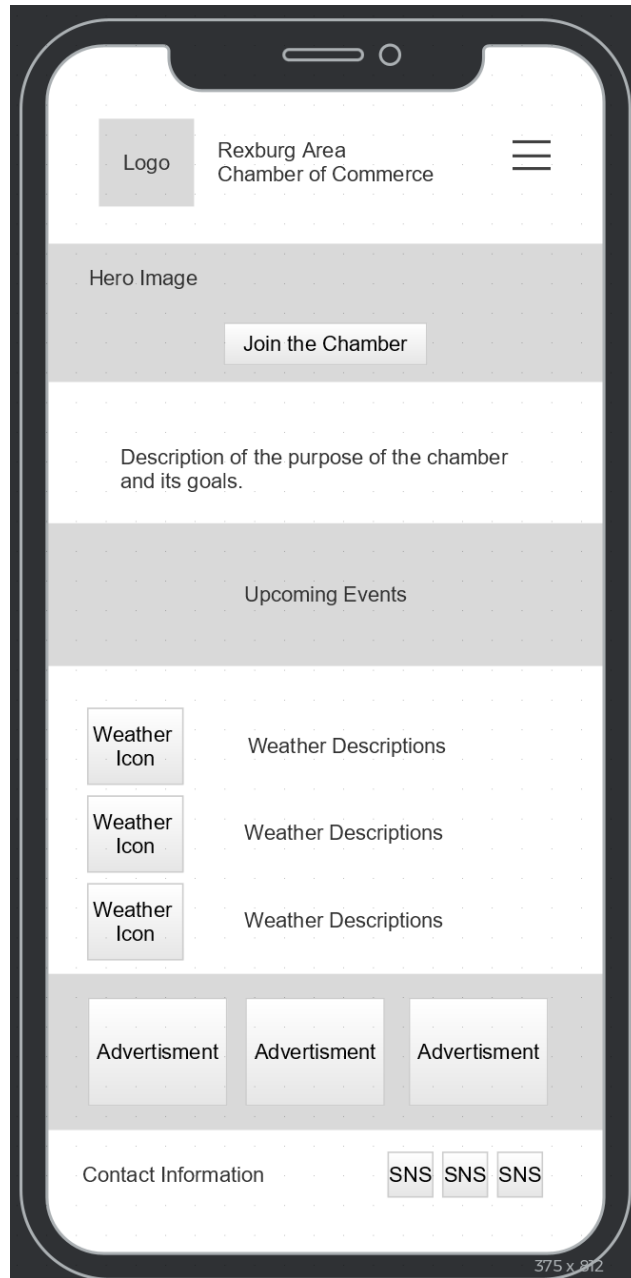 Logo
Rexburg Area
Chamber of Commerce
Hero Image
Join the Chamber
Description of the purpose of the chamber
and its goals.
Upcoming Events
Weather
Icon
Weather Descriptions
Weather
Icon
Weather Descriptions
Weather
Icon
Weather Descriptions
Advertisment
Advertisment
Advertisment
Contact Information
SNS
SNS
SNS
375 x 812